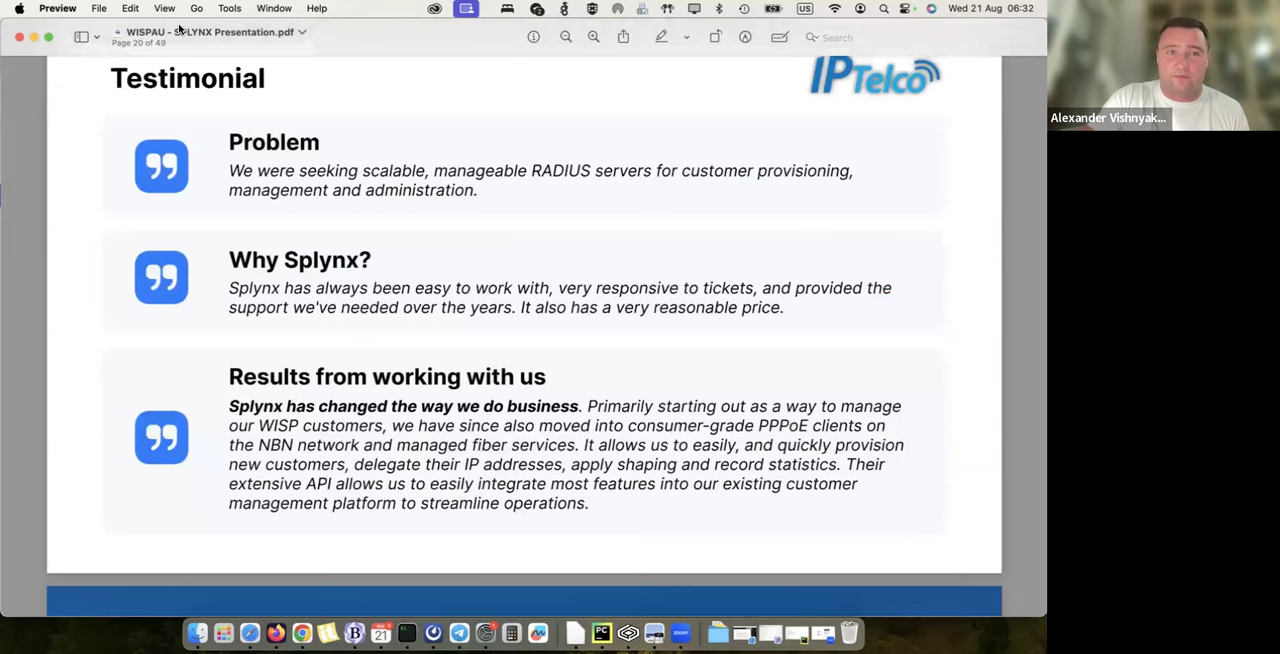 Preview File Edit View Go Tools Window Help US Wed 21 Aug 06:32
WISPAU - SPLYNX Presentation.pdf
Page 20 of 49
Search
Testimonial
IPTelco
Problem
We were seeking scalable, manageable RADIUS servers for customer provisioning,
management and administration.
Why Splynx?
Splynx has always been easy to work with, very responsive to tickets, and provided the
support we've needed over the years. It also has a very reasonable price.
Results from working with us
Splynx has changed the way we do business. Primarily starting out as a way to manage
our WISP customers, we have since also moved into consumer-grade PPPoE clients on
the NBN network and managed fiber services. It allows us to easily, and quickly provision
new customers, delegate their IP addresses, apply shaping and record statistics. Their
extensive API allows us to easily integrate most features into our existing customer
management platform to streamline operations.
Alexander Vishnyak...
21
PC
zoom